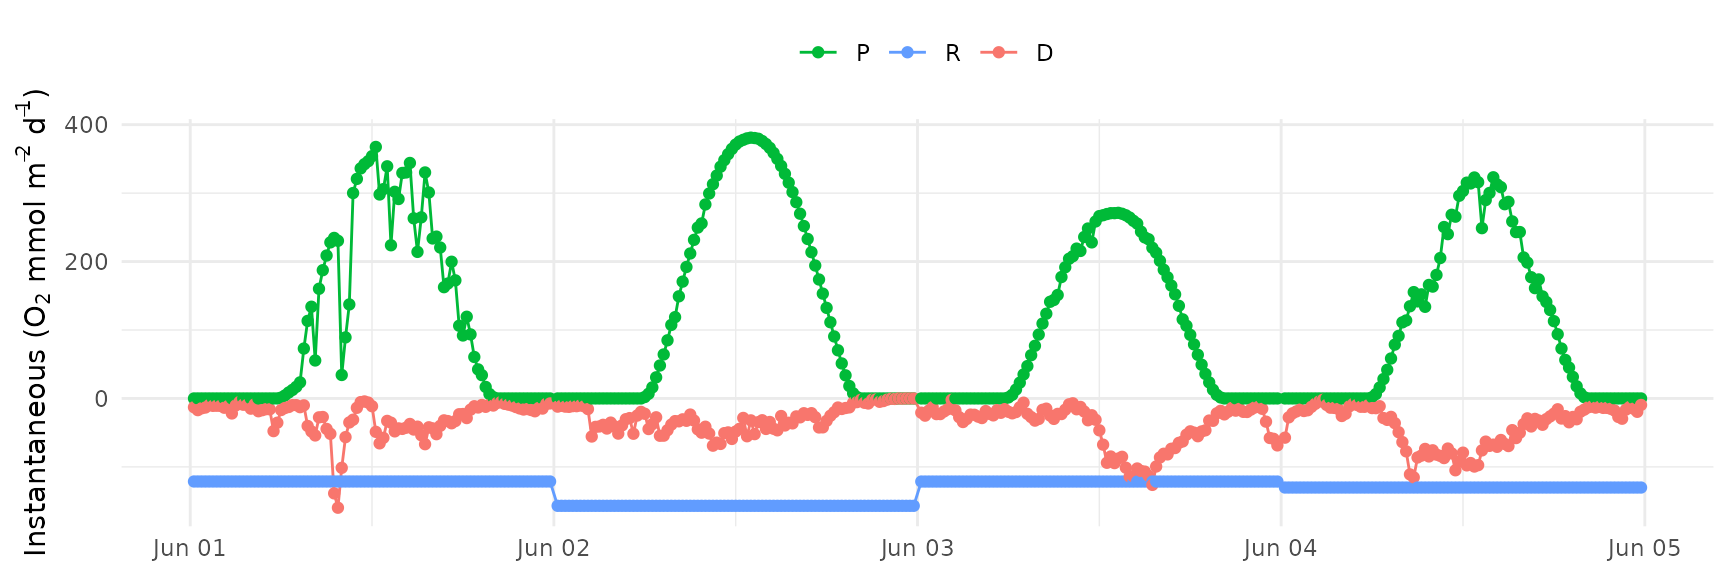 P R D
Instantaneous (O₂ mmol m⁻² d⁻¹)
400
200
0
Jun 01 Jun 02 Jun 03 Jun 04 Jun 05